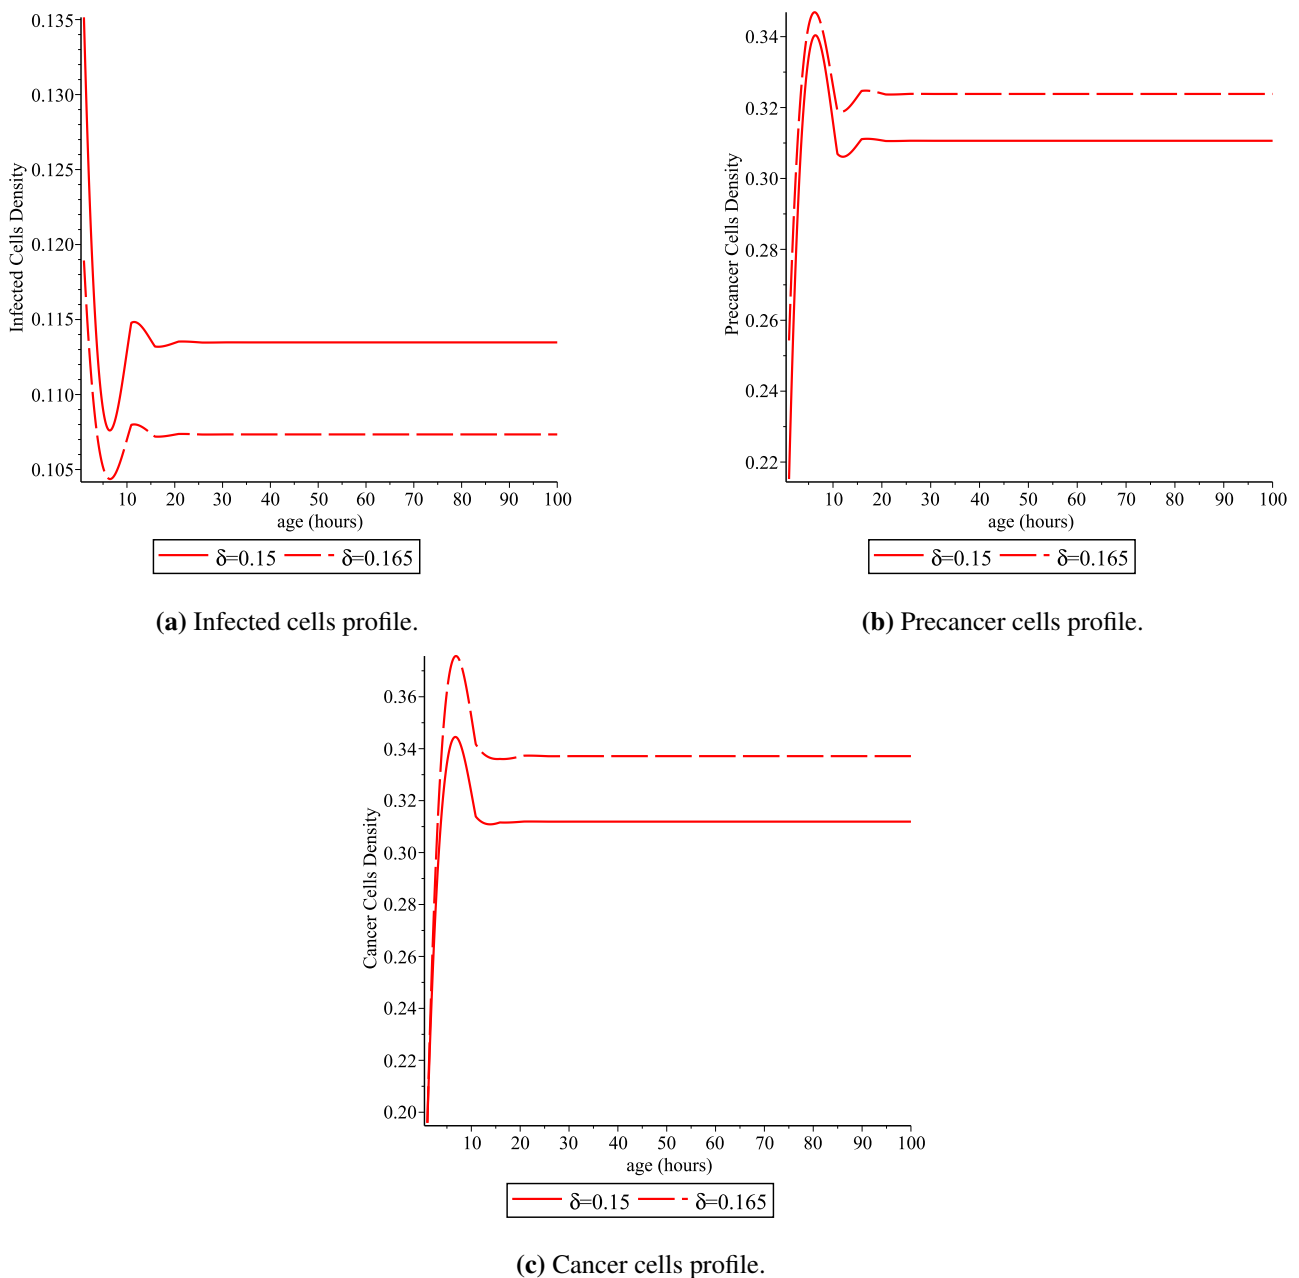 0.135
0.130
0.125
0.120
0.115
0.110
0.105
Infected Cells Density
10 20 30 40 50 60 70 80 90 100
age (hours)
δ=0.15 δ=0.165
(a) Infected cells profile.
0.34
0.32
0.30
0.28
0.26
0.24
0.22
Precancer Cells Density
10 20 30 40 50 60 70 80 90 100
age (hours)
δ=0.15 δ=0.165
(b) Precancer cells profile.
0.36
0.34
0.32
0.30
0.28
0.26
0.24
0.22
0.20
Cancer Cells Density
10 20 30 40 50 60 70 80 90 100
age (hours)
δ=0.15 δ=0.165
(c) Cancer cells profile.